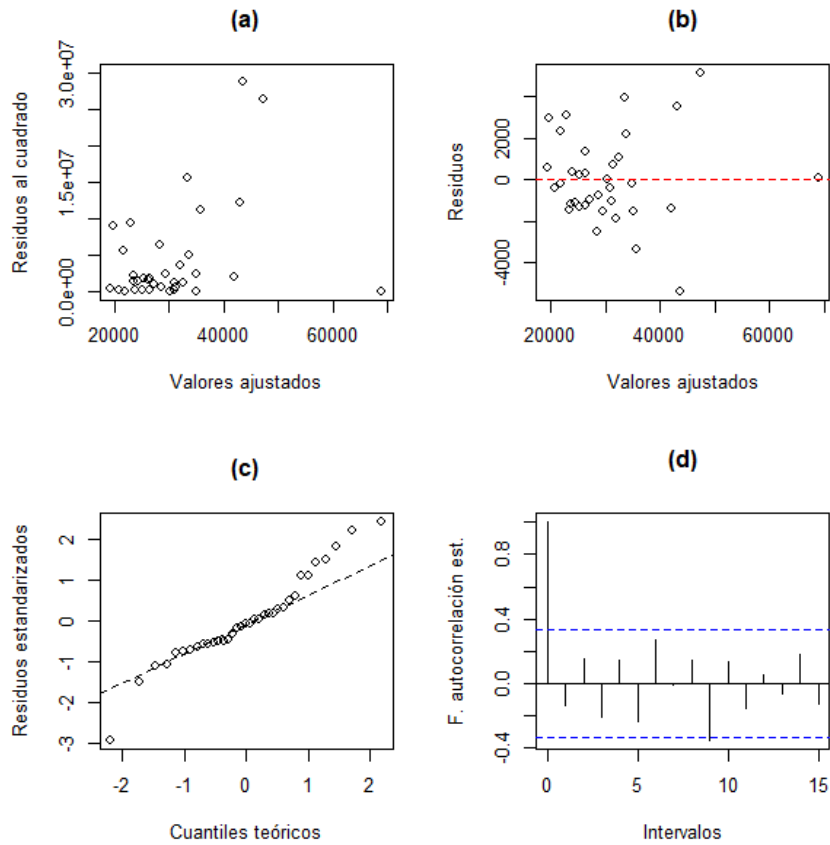 (a)
Residuos al cuadrado
0.0e+00 1.5e+07 3.0e+07
20000 40000 60000
Valores ajustados
(b)
Residuos
-4000 0 2000
20000 40000 60000
Valores ajustados
(c)
Residuos estandarizados
-3 -2 -1 0 1 2
-2 -1 0 1 2
Cuantiles teóricos
(d)
F. autocorrelación est.
-0.4 0.0 0.4 0.8
0 5 10 15
Intervalos